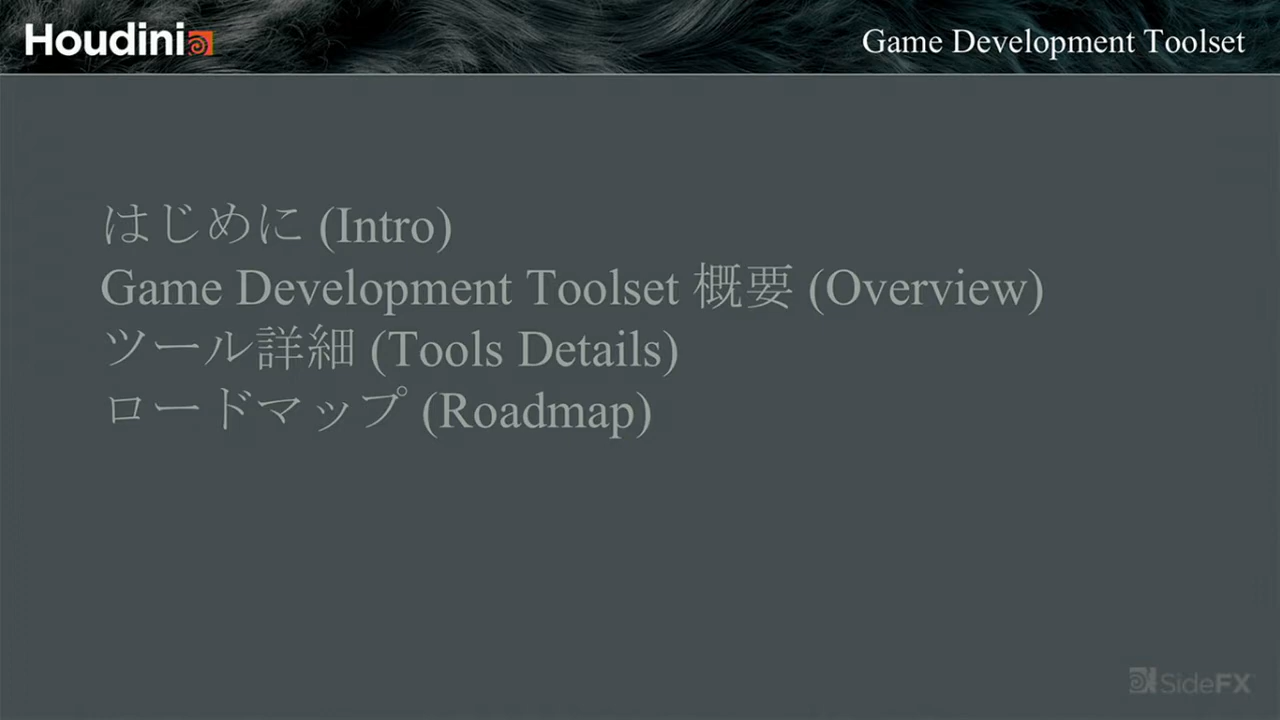 Houdini
Game Development Toolset
はじめに (Intro)
Game Development Toolset 概要 (Overview)
ツール詳細 (Tools Details)
ロードマップ (Roadmap)
SideFX